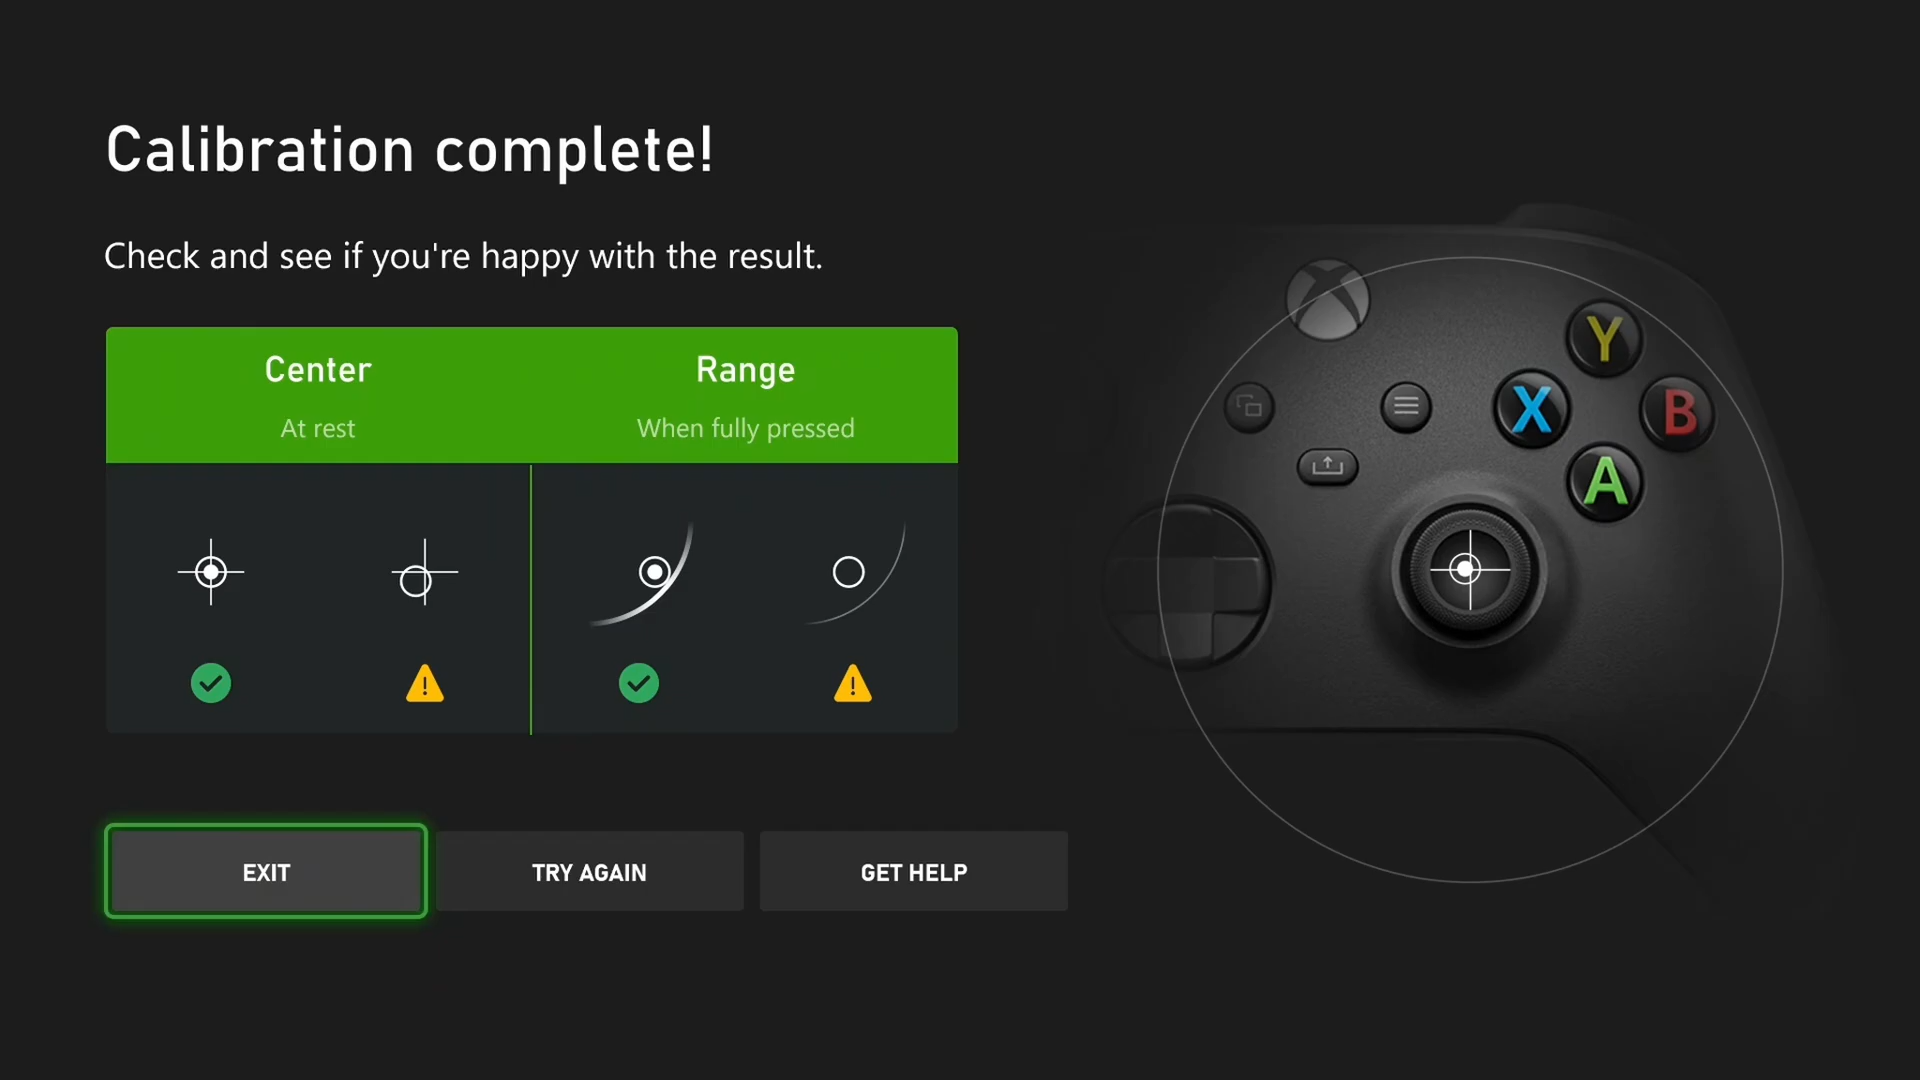 Calibration complete!
Check and see if you're happy with the result.
Center
Range
At rest
When fully pressed
EXIT
TRY AGAIN
GET HELP
Y
X
B
A